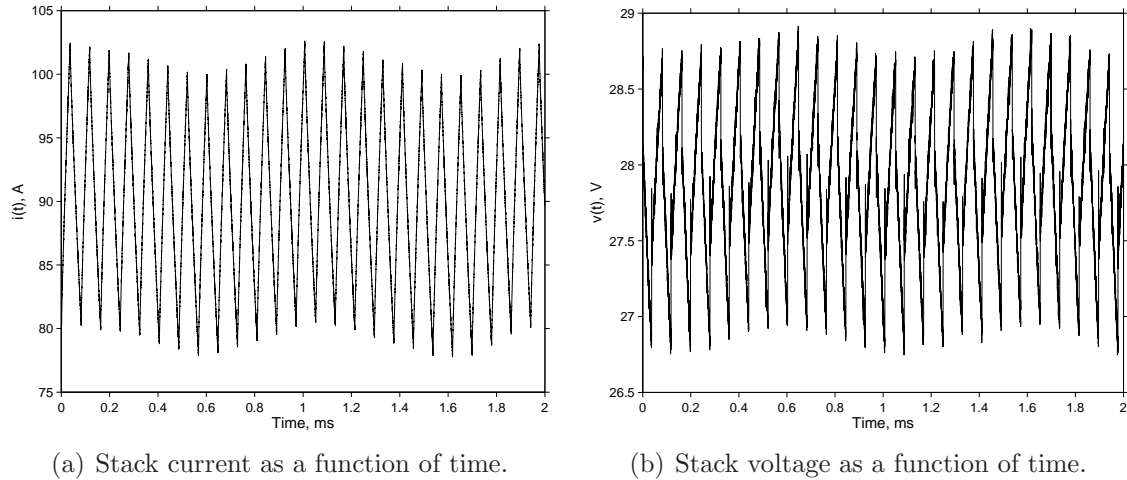 105
100
95
90
85
80
75
i(t), A
0 0.2 0.4 0.6 0.8 1 1.2 1.4 1.6 1.8 2
Time, ms
(a) Stack current as a function of time.
29
28.5
28
27.5
27
26.5
v(t), V
0 0.2 0.4 0.6 0.8 1 1.2 1.4 1.6 1.8 2
Time, ms
(b) Stack voltage as a function of time.